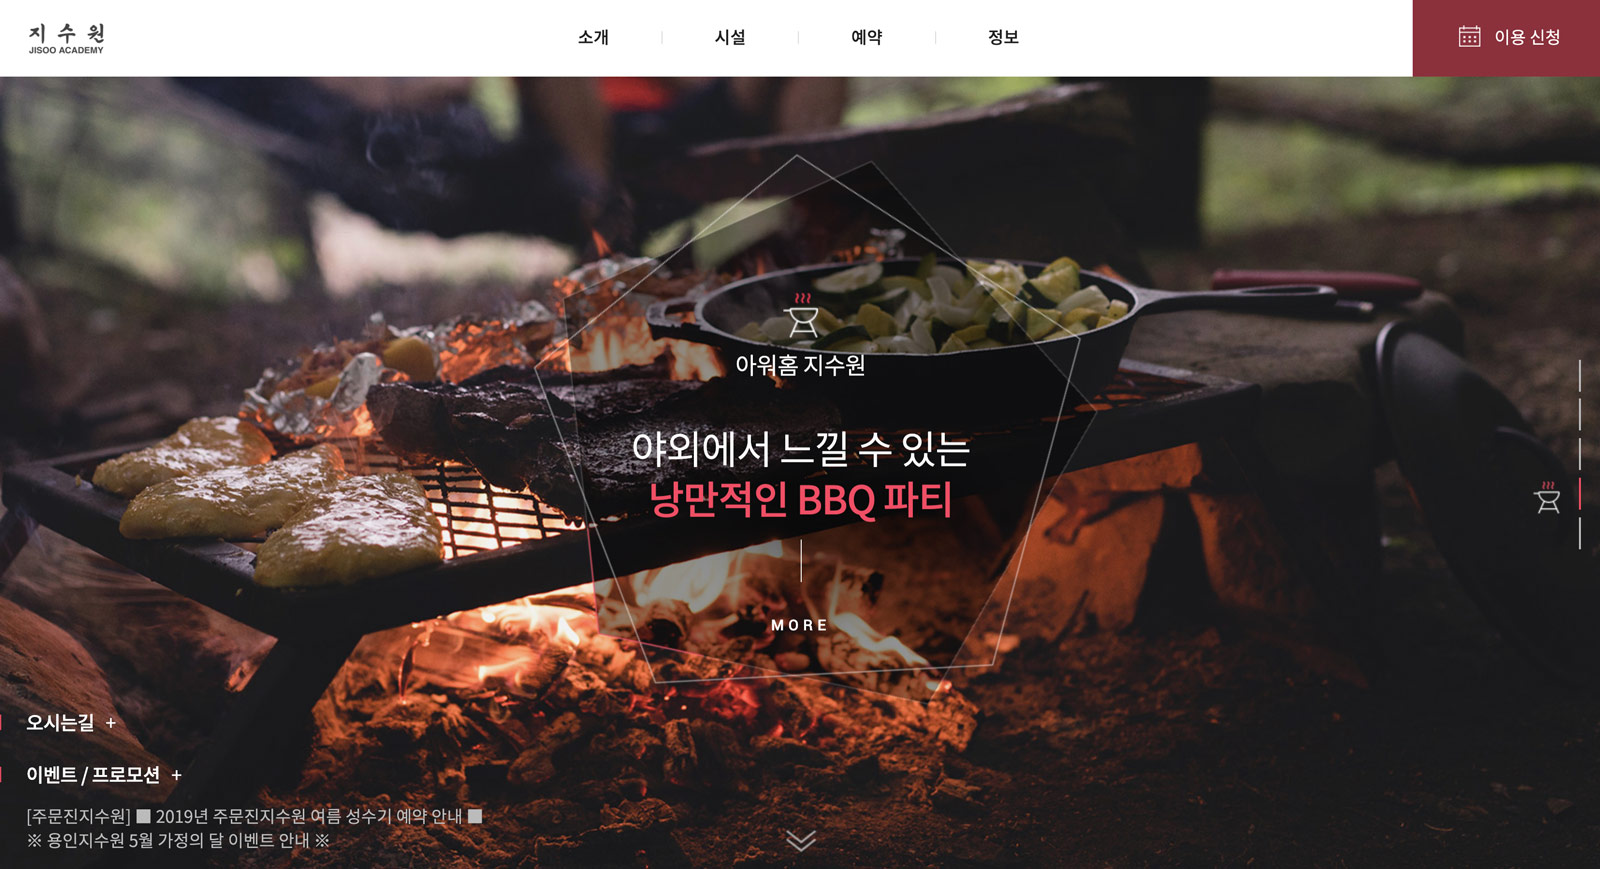 지수원
JISOO ACADEMY
소개
시설
예약
정보
이용 신청
아워홈 지수원
야외에서 느낄 수 있는
낭만적인 BBQ 파티
MORE
오시는길 +
이벤트 / 프로모션 +
[주문진지수원] ■ 2019년 주문진지수원 여름 성수기 예약 안내 ■
※ 용인지수원 5월 가정의 달 이벤트 안내 ※